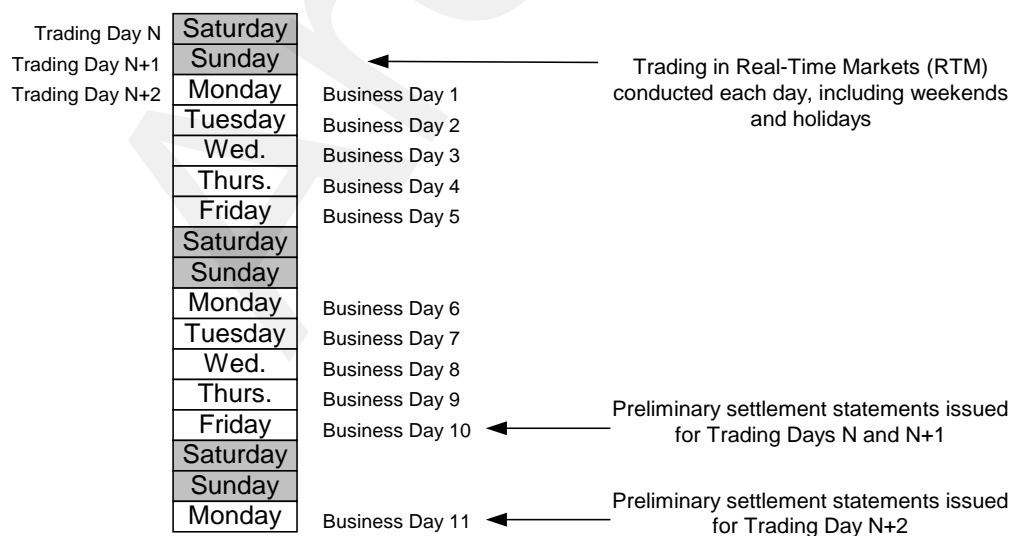 Trading Day N Saturday
Trading Day N+1 Sunday
Trading Day N+2 Monday Business Day 1
Tuesday Business Day 2
Wed. Business Day 3
Thurs. Business Day 4
Friday Business Day 5
Saturday
Sunday
Monday Business Day 6
Tuesday Business Day 7
Wed. Business Day 8
Thurs. Business Day 9
Friday Business Day 10
Saturday
Sunday
Monday Business Day 11
Trading in Real-Time Markets (RTM)
conducted each day, including weekends
and holidays
Preliminary settlement statements issued
for Trading Days N and N+1
Preliminary settlement statements issued
for Trading Day N+2